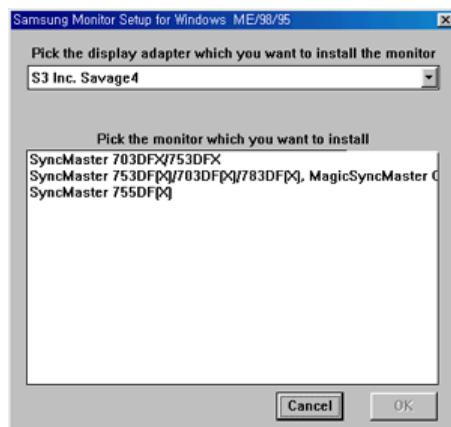 Samsung Monitor Setup for Windows ME/98/95
Pick the display adapter which you want to install the monitor
S3 Inc. Savage4
Pick the monitor which you want to install
SyncMaster 703DFX/753DFX
SyncMaster 753DF[X]/703DF[X]/783DF[X], MagicSyncMaster
SyncMaster 755DF[X]
Cancel
OK